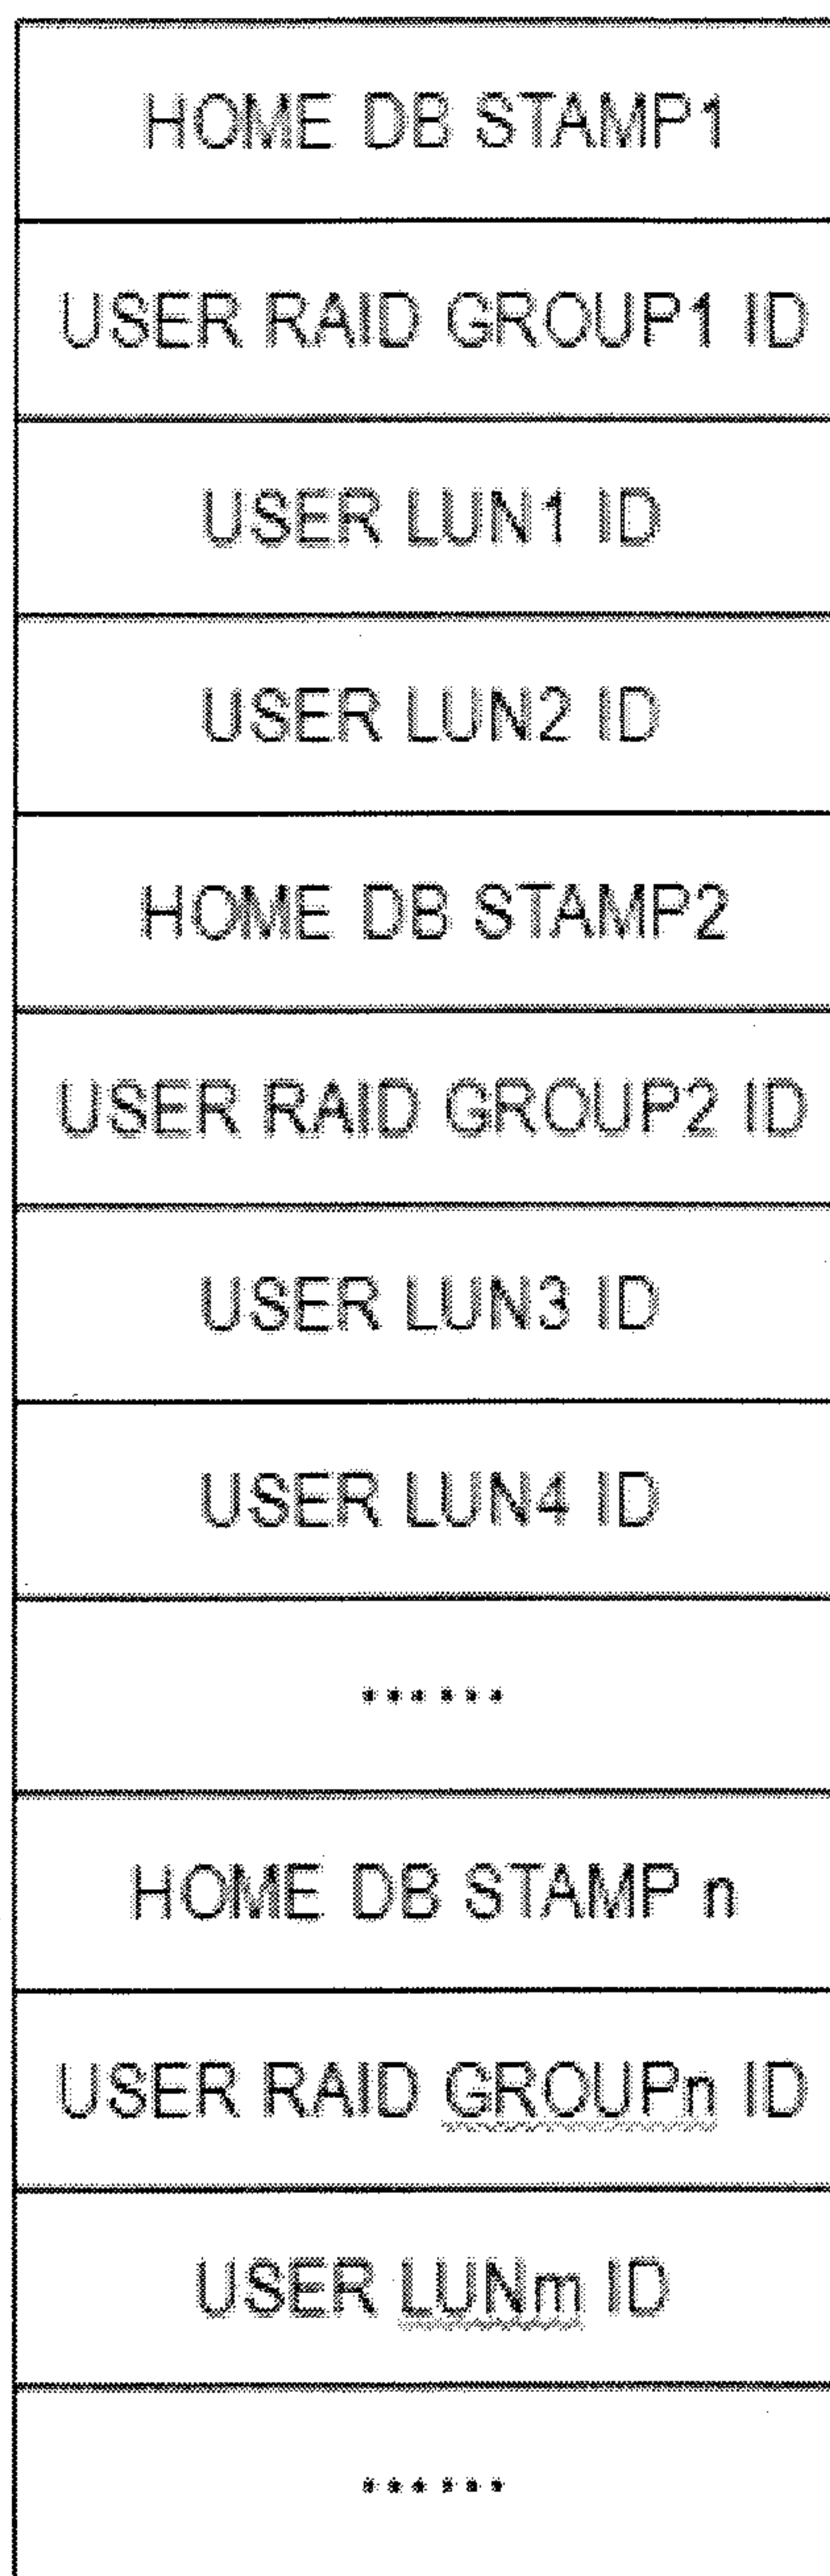 HOME DB STAMP1
USER RAID GROUP1 ID
USER LUN1 ID
USER LUN2 ID
HOME DB STAMP2
USER RAID GROUP2 ID
USER LUN3 ID
USER LUN4 ID
......
HOME DB STAMP n
USER RAID GROUPn ID
USER LUNm ID
......